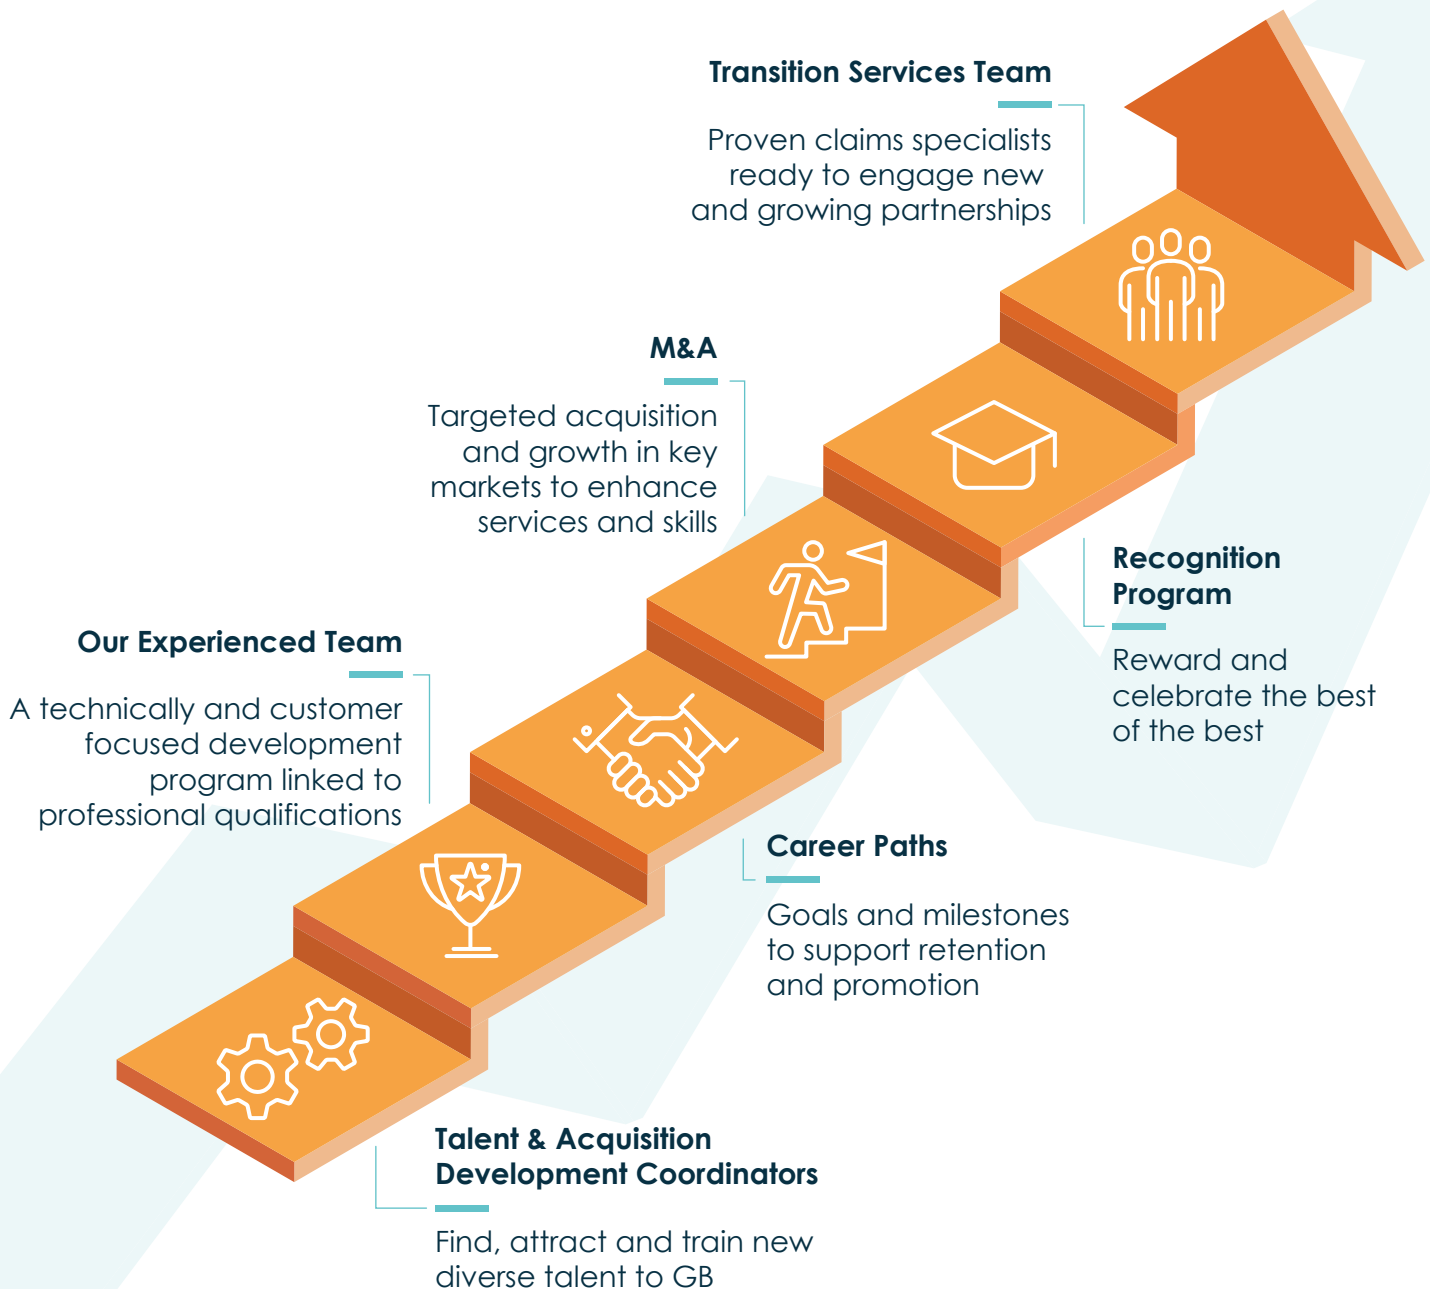 Transition Services Team
Proven claims specialists
ready to engage new
and growing partnerships
M&A
Targeted acquisition
and growth in key
markets to enhance
services and skills
Recognition
Program
Reward and
celebrate the best
of the best
Our Experienced Team
A technically and customer
focused development
program linked to
professional qualifications
Career Paths
Goals and milestones
to support retention
and promotion
Talent & Acquisition
Development Coordinators
Find, attract and train new
diverse talent to GB